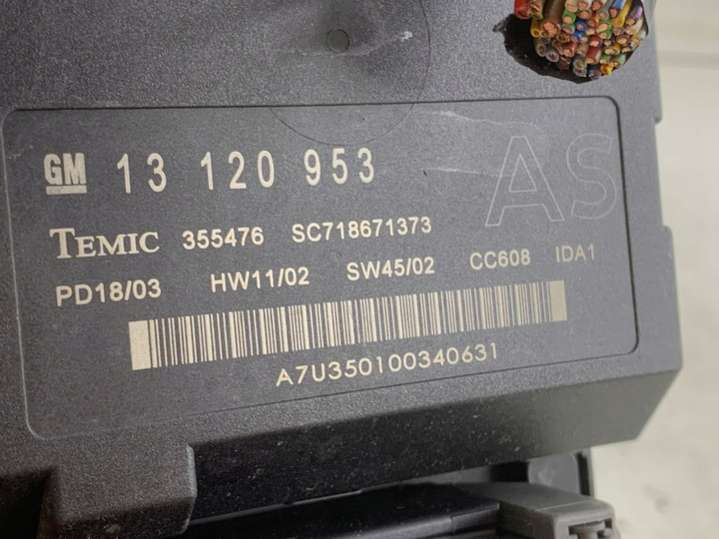 GM 13 120 953 AS
TEMIC 355476 SC718671373
PD18/03 HW11/02 SW45/02 CC608 IDA1
A7U350100340631